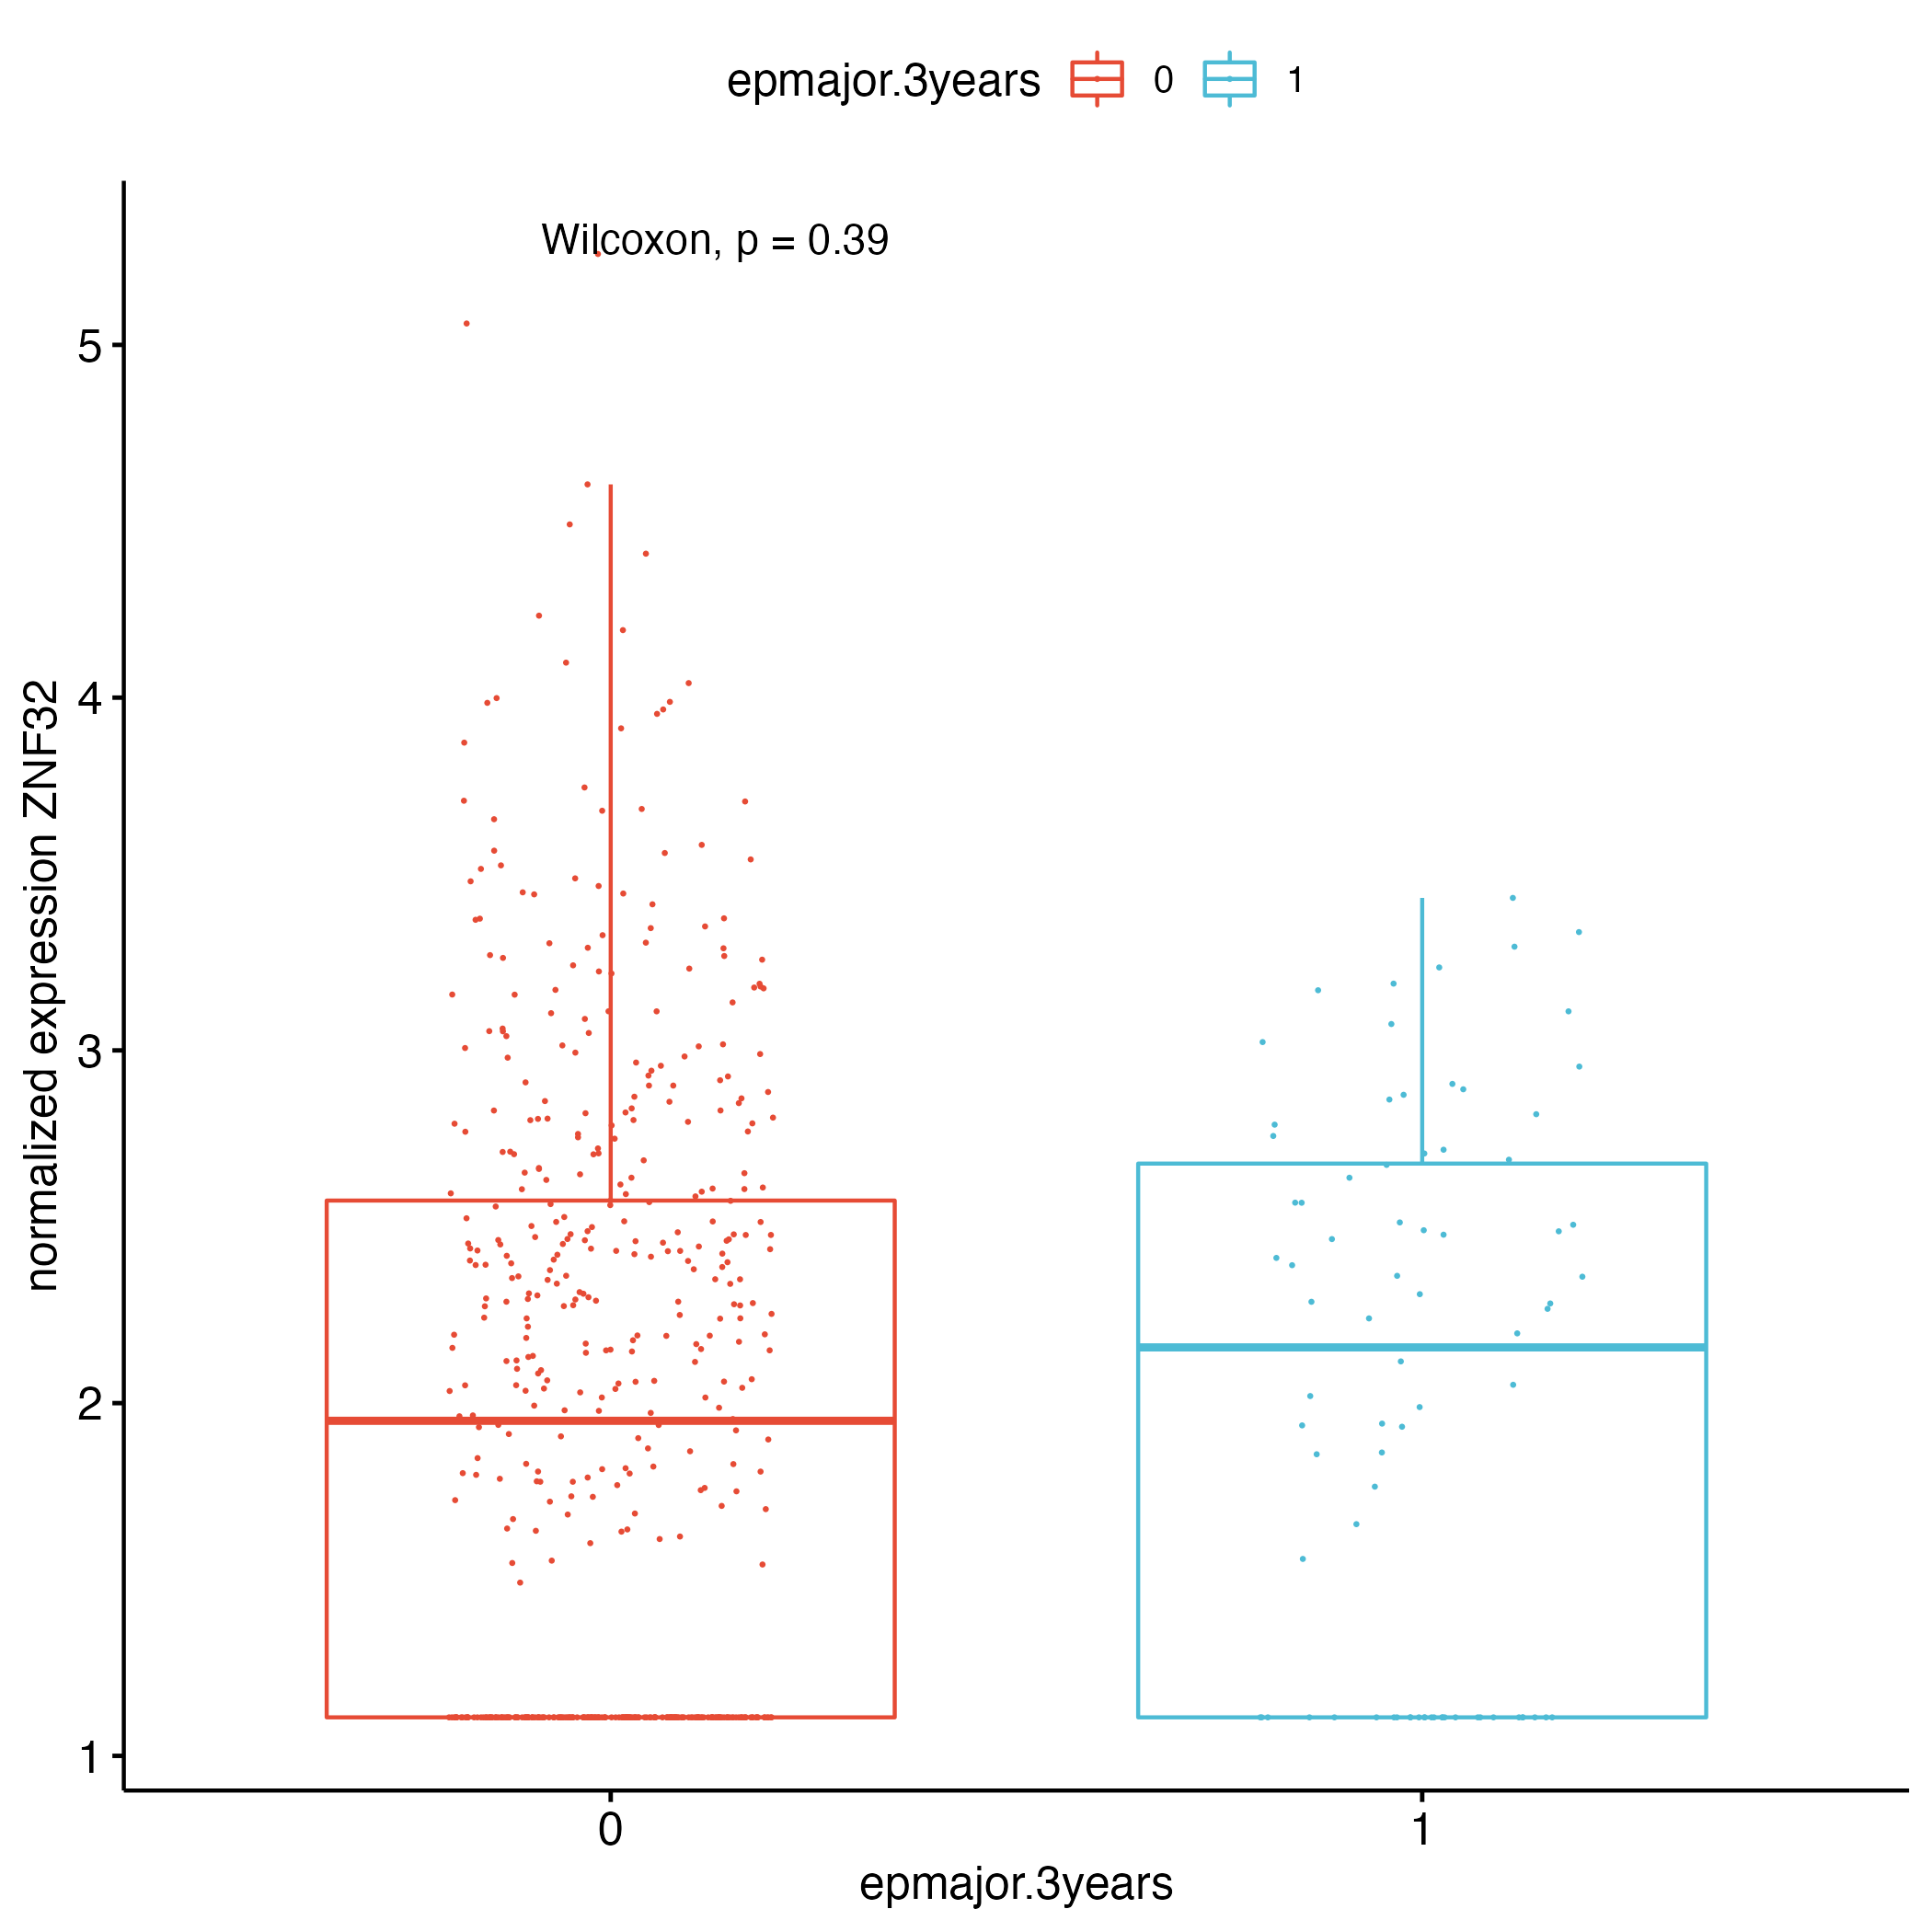 epmajor.3years 0 1
Wilcoxon, p = 0.39
normalized expression ZNF32
5
4
3
2
1
0 1
epmajor.3years